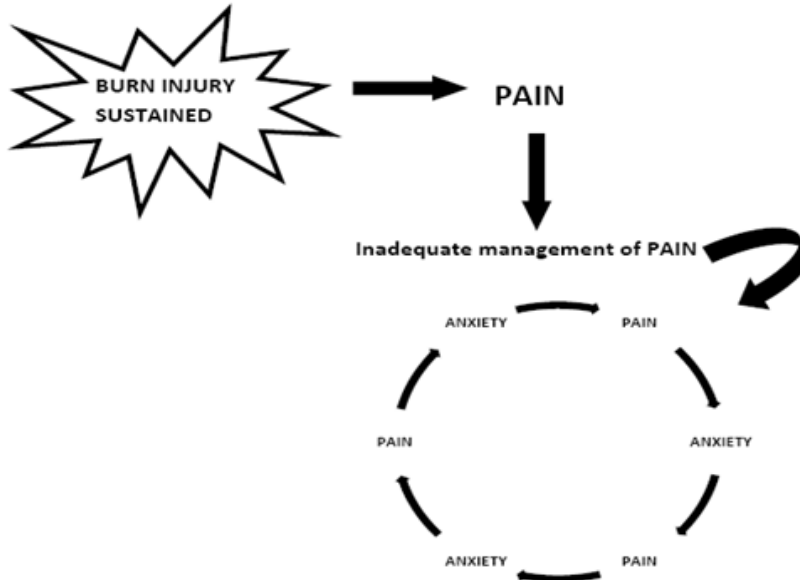 BURN INJURY
SUSTAINED
PAIN
Inadequate management of PAIN
ANXIETY
PAIN
ANXIETY
PAIN
ANXIETY
PAIN